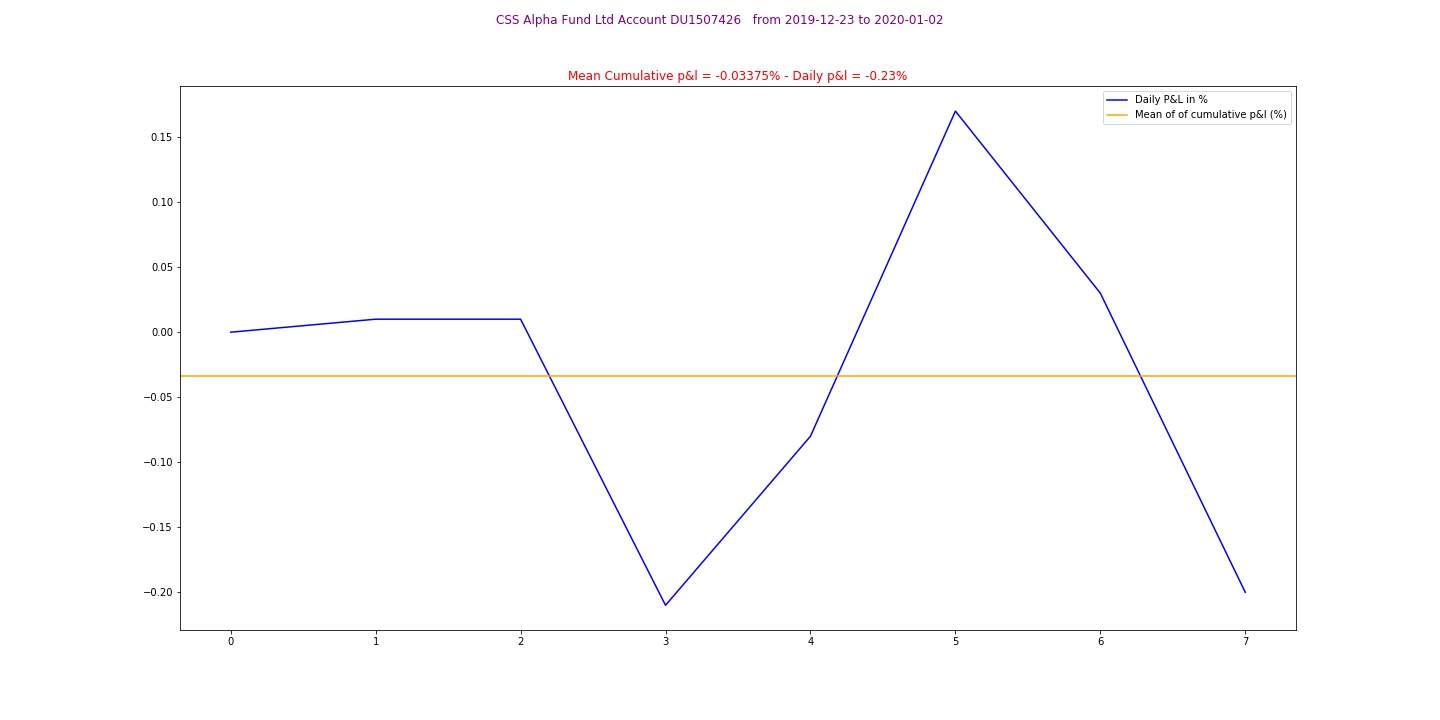 CSS Alpha Fund Ltd Account DU1507426   from 2019-12-23 to 2020-01-02
Mean Cumulative p&l = -0.03375% - Daily p&l = -0.23%
Daily P&L in %
Mean of of cumulative p&l (%)
0.15
0.10
0.05
0.00
−0.05
−0.10
−0.15
−0.20
0 1 2 3 4 5 6 7